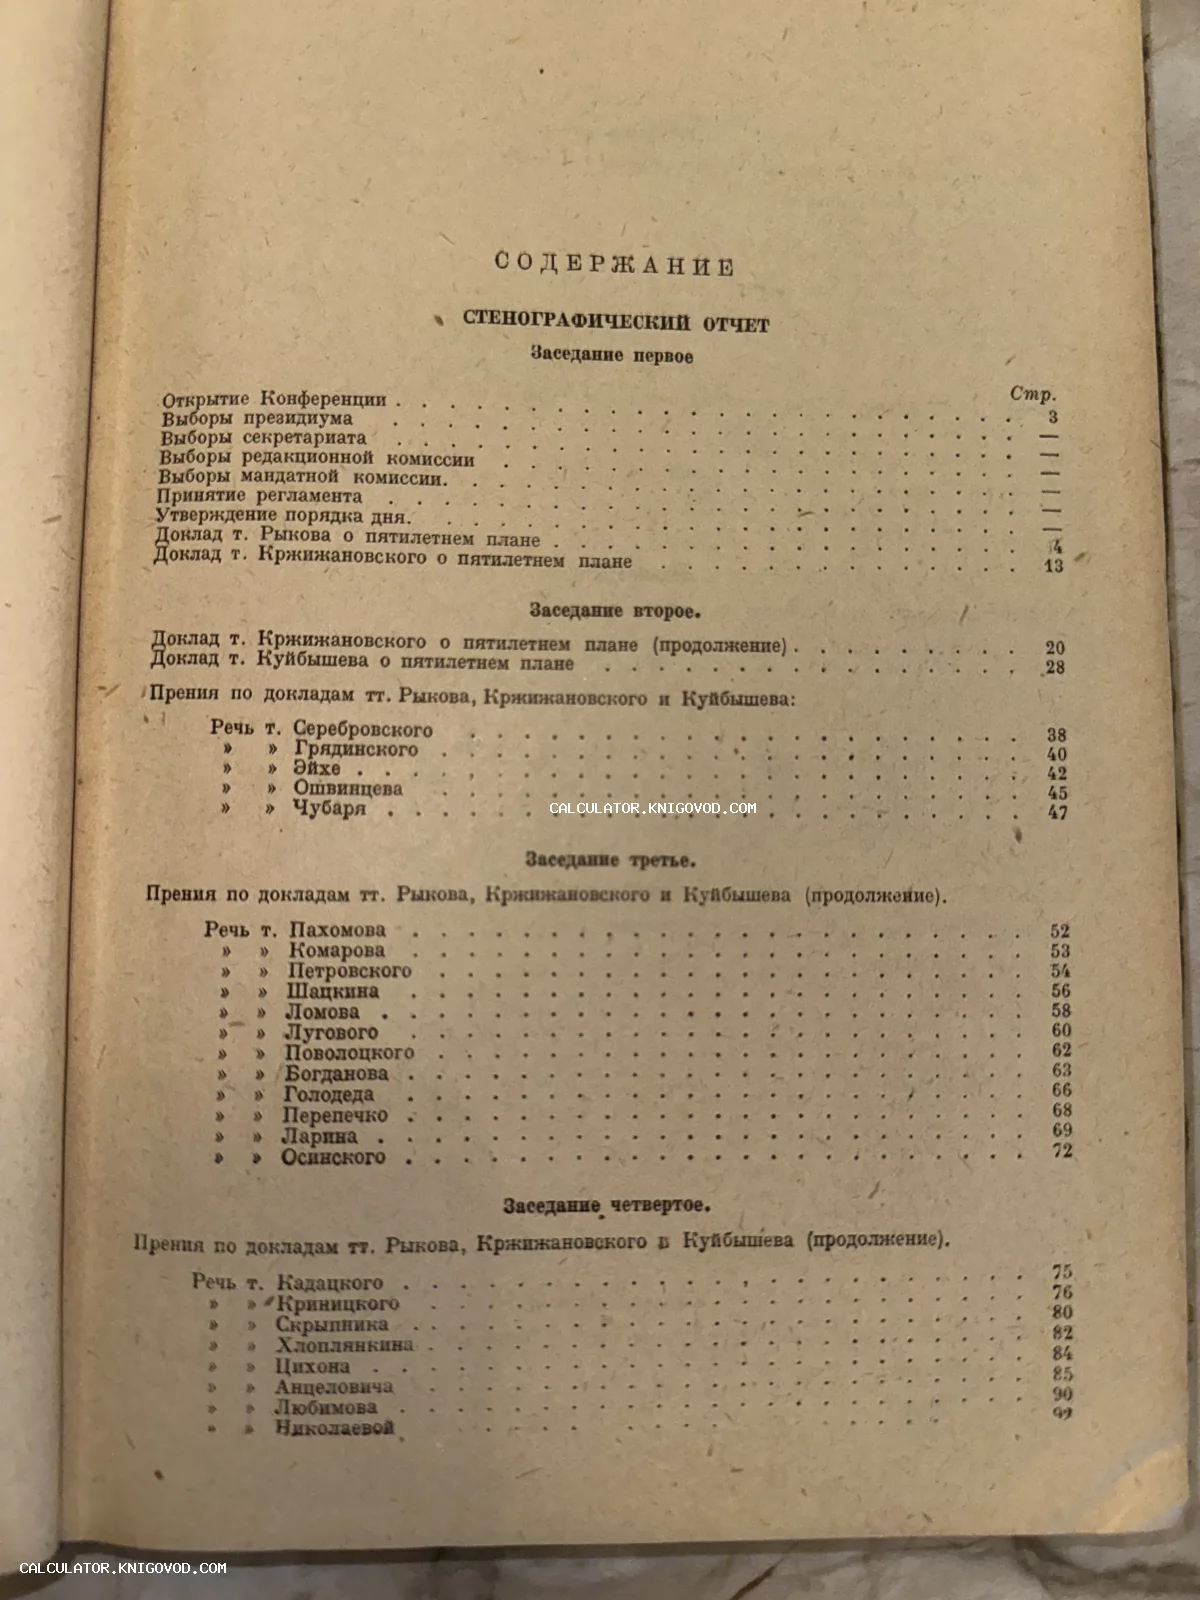 СОДЕРЖАНИЕ
СТЕНОГРАФИЧЕСКИЙ ОТЧЕТ
Заседание первое
Стр.
Открытие Конференции . . . . . . . . . . . . . . . . . . . . . . . 3
Выборы президиума . . . . . . . . . . . . . . . . . . . . . . . —
Выборы секретариата . . . . . . . . . . . . . . . . . . . . . . . —
Выборы редакционной комиссии . . . . . . . . . . . . . . . . . . . —
Выборы мандатной комиссии. . . . . . . . . . . . . . . . . . . . . —
Принятие регламента . . . . . . . . . . . . . . . . . . . . . . . —
Утверждение порядка дня. . . . . . . . . . . . . . . . . . . . . . —
Доклад т. Рыкова о пятилетнем плане . . . . . . . . . . . . . . . . . 4
Доклад т. Кржижановского о пятилетнем плане . . . . . . . . . . . . . . 13
Заседание второе.
Доклад т. Кржижановского о пятилетнем плане (продолжение) . . . . . . . . . 20
Доклад т. Куйбышева о пятилетнем плане . . . . . . . . . . . . . . . . 28
Прения по докладам тт. Рыкова, Кржижановского и Куйбышева:
Речь т. Серебровского . . . . . . . . . . . . . . . . . . . . . 38
» » Грядинского . . . . . . . . . . . . . . . . . . . . . . 40
» » Эйхе . . . . . . . . . . . . . . . . . . . . . . . . . 42
» » Ошвинцева . . . . . . . . . . . . . . . . . . . . . . 45
» » Чубаря . . . . . . . . . . . . . . . . . . . . . . . . 47
CALCULATOR.KNIGOVOD.COM
Заседание третье.
Прения по докладам тт. Рыкова, Кржижановского и Куйбышева (продолжение).
Речь т. Пахомова . . . . . . . . . . . . . . . . . . . . . . . 52
» » Комарова . . . . . . . . . . . . . . . . . . . . . . . 53
» » Петровского . . . . . . . . . . . . . . . . . . . . . . 54
» » Шацкина . . . . . . . . . . . . . . . . . . . . . . . 56
» » Ломова . . . . . . . . . . . . . . . . . . . . . . . . 58
» » Лугового . . . . . . . . . . . . . . . . . . . . . . . 60
» » Поволоцкого . . . . . . . . . . . . . . . . . . . . . . 62
» » Богданова . . . . . . . . . . . . . . . . . . . . . . . 63
» » Голодеда . . . . . . . . . . . . . . . . . . . . . . . 66
» » Перепечко . . . . . . . . . . . . . . . . . . . . . . . 68
» » Ларина . . . . . . . . . . . . . . . . . . . . . . . . 69
» » Осинского . . . . . . . . . . . . . . . . . . . . . . . 72
Заседание четвертое.
Прения по докладам тт. Рыкова, Кржижановского и Куйбышева (продолжение).
Речь т. Кадацкого . . . . . . . . . . . . . . . . . . . . . . . 75
» » Криницкого . . . . . . . . . . . . . . . . . . . . . . 76
» » Скрыпника . . . . . . . . . . . . . . . . . . . . . . . 80
» » Хлоплянкина . . . . . . . . . . . . . . . . . . . . . . 82
» » Цихона . . . . . . . . . . . . . . . . . . . . . . . . 84
» » Анцеловича . . . . . . . . . . . . . . . . . . . . . . 85
» » Любимова . . . . . . . . . . . . . . . . . . . . . . . 90
» » Николаевой . . . . . . . . . . . . . . . . . . .
CALCULATOR.KNIGOVOD.COM